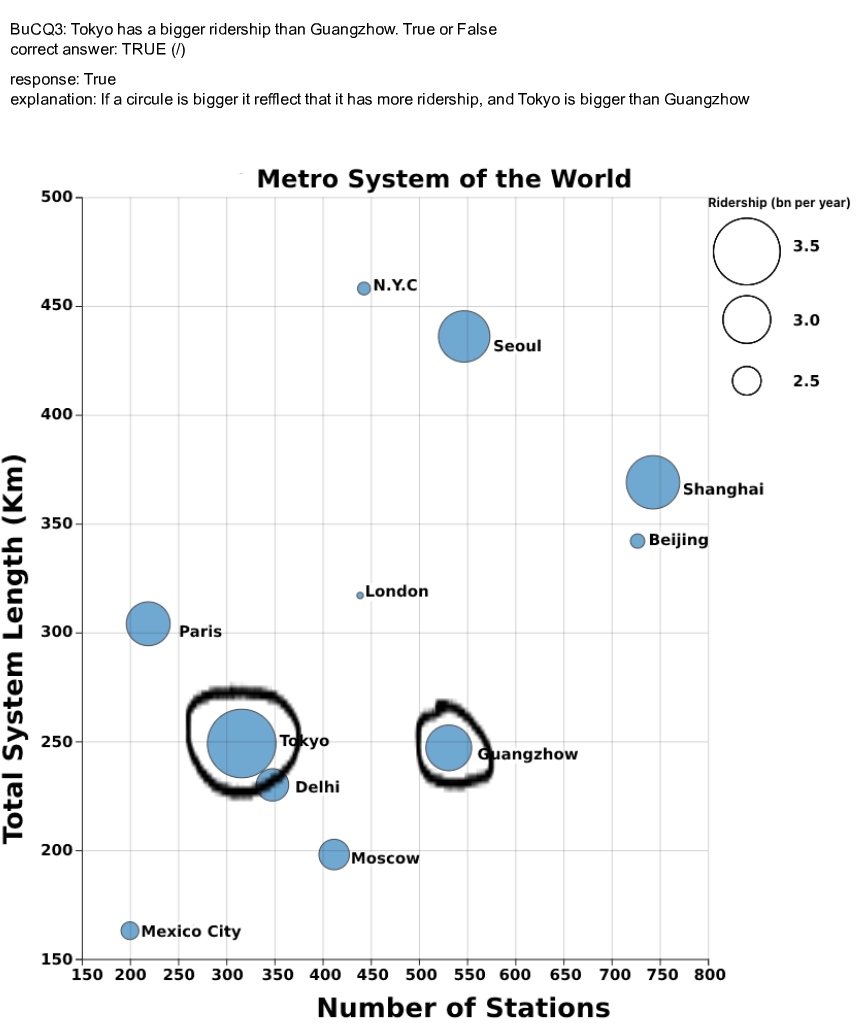 BuCQ3: Tokyo has a bigger ridership than Guangzhow. True or False
correct answer: TRUE (/)
response: True
explanation: If a circule is bigger it refflect that it has more ridership, and Tokyo is bigger than Guangzhow
Metro System of the World
Ridership (bn per year)
3.5
3.0
2.5
Total System Length (Km)
500
450
400
350
300
250
200
150
N.Y.C
Seoul
Shanghai
Beijing
London
Paris
Tokyo
Guangzhow
Delhi
Moscow
Mexico City
150 200 250 300 350 400 450 500 550 600 650 700 750 800
Number of Stations